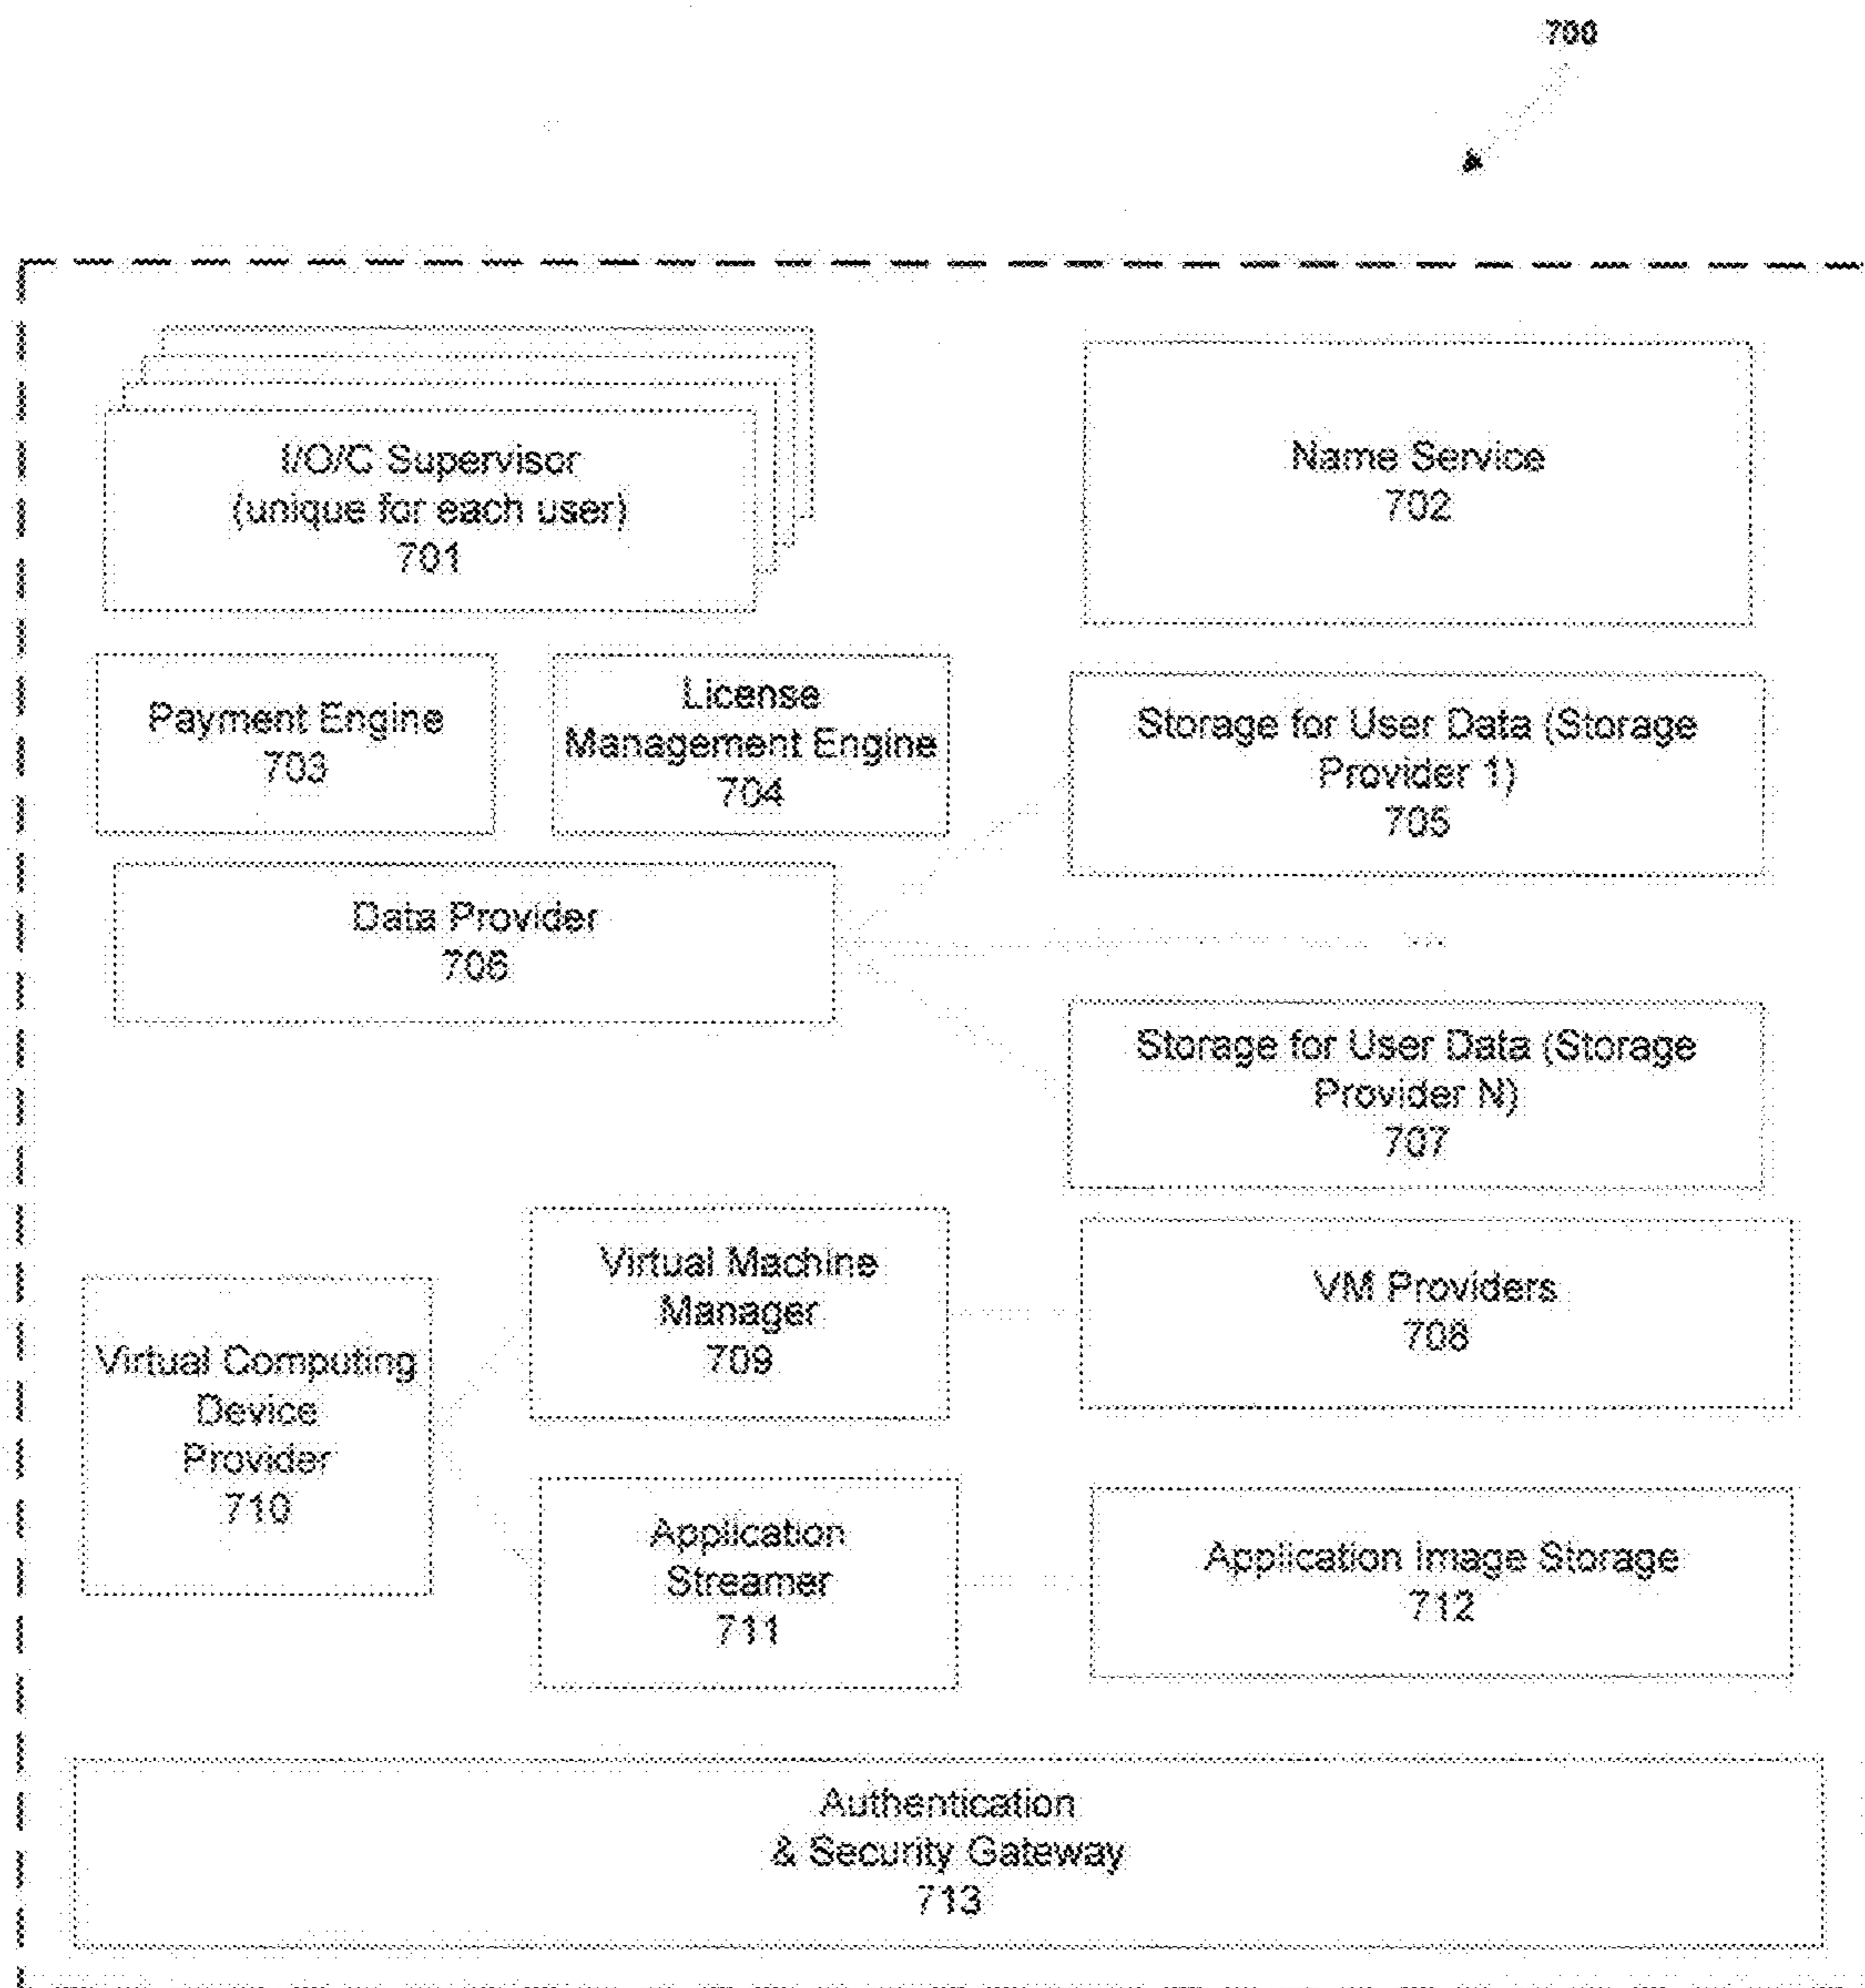 700
I/O/C Supervisor
(unique for each user)
701
Name Service
702
Payment Engine
703
License
Management Engine
704
Storage for User Data (Storage
Provider 1)
705
Data Provider
706
Storage for User Data (Storage
Provider N)
707
Virtual Machine
Manager
709
VM Providers
708
Virtual Computing
Device
Provider
710
Application
Streamer
711
Application Image Storage
712
Authentication
& Security Gateway
713